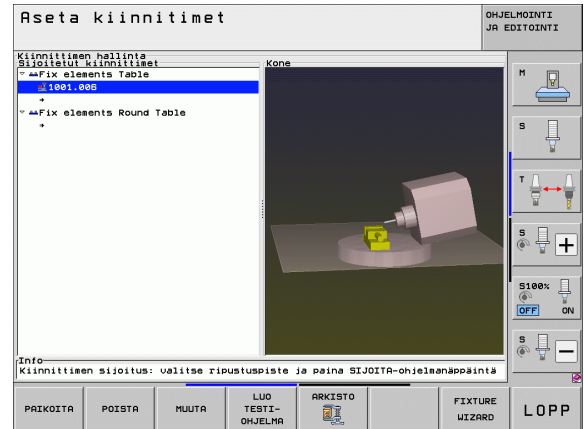 Aseta kiinnitimet
OHJELMOINTI
JA EDITOINTI
Kiinnittimen hallinta
Sijoitetut kiinnittimet
Kone
Fix elements Table
1001.006
Fix elements Round Table
M
S
T
S
S100%
OFF ON
S
Info
Kiinnittimen sijoitus: valitse ripustuspiste ja paina SIJOITA-ohjelmanäppäintä
PAIKOITA
POISTA
MUUTA
LUO
TESTI-
OHJELMA
ARKISTO
FIXTURE
WIZARD
LOPP